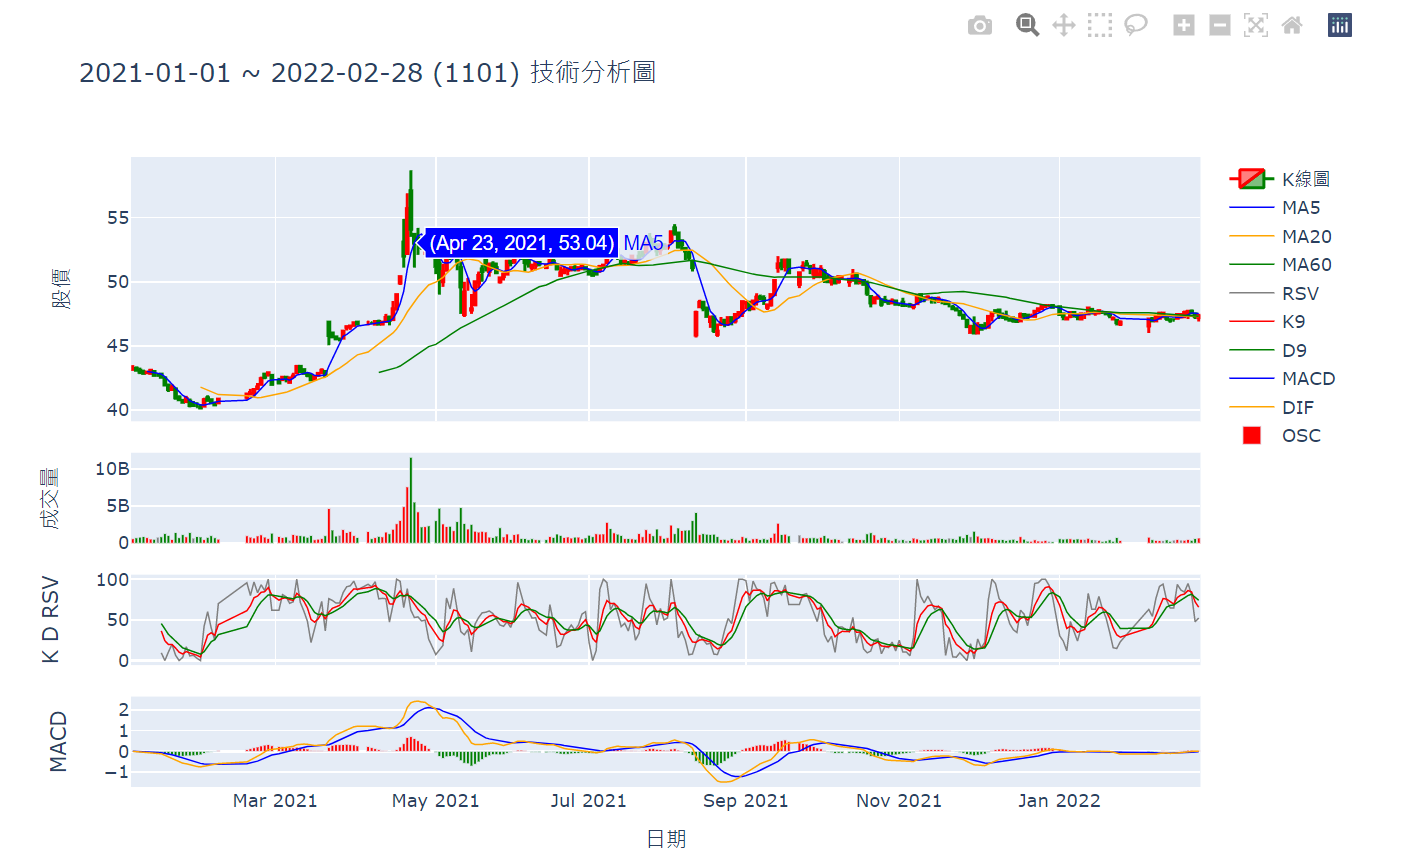 2021-01-01 ~ 2022-02-28 (1101) 技術分析圖
股價
55
50
45
40
(Apr 23, 2021, 53.04) MA5
K線圖
MA5
MA20
MA60
RSV
K9
D9
MACD
DIF
OSC
成交量
10B
5B
0
K D RSV
100
50
0
MACD
2
1
0
−1
Mar 2021
May 2021
Jul 2021
Sep 2021
Nov 2021
Jan 2022
日期